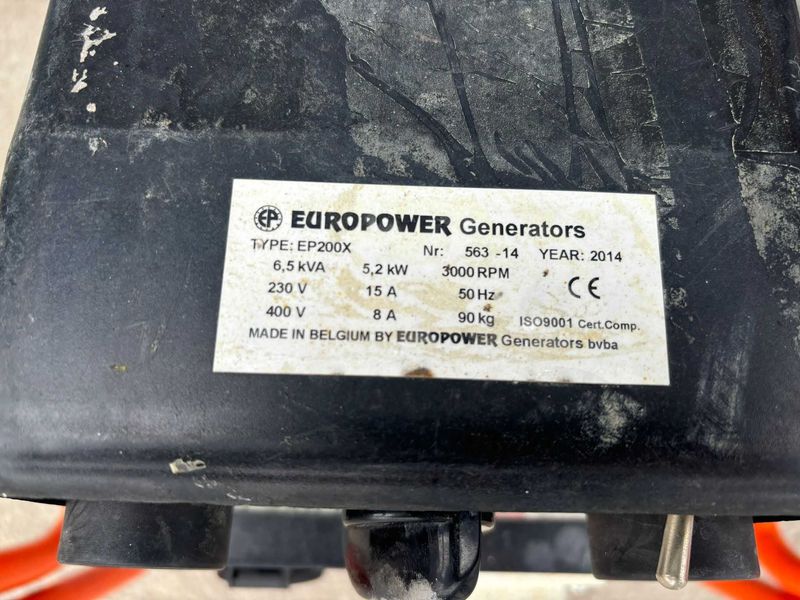 EP EUROPOWER Generators
TYPE: EP200X Nr: 563 -14 YEAR: 2014
6,5 kVA 5,2 kW 3000 RPM
230 V 15 A 50 Hz CE
400 V 8 A 90 kg ISO9001 Cert.Comp.
MADE IN BELGIUM BY EUROPOWER Generators bvba